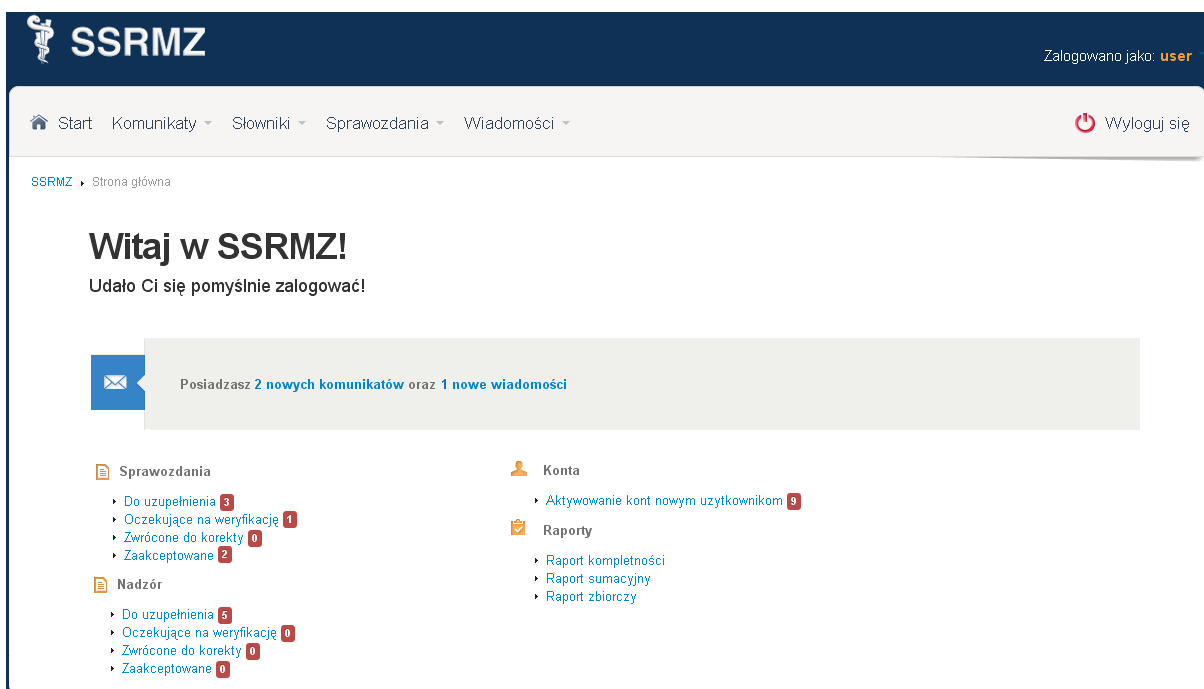 SSRMZ
Zalogowano jako: user
Start Komunikaty Słowniki Sprawozdania Wiadomości Wyloguj się
SSRMZ Strona główna
Witaj w SSRMZ!
Udało Ci się pomyślnie zalogować!
Posiadzasz 2 nowych komunikatów oraz 1 nowe wiadomości
Sprawozdania
Do uzupełnienia 3
Oczekujące na weryfikację 1
Zwrócone do korekty 0
Zaakceptowane 2
Nadzór
Do uzupełnienia 5
Oczekujące na weryfikację 0
Zwrócone do korekty 0
Zaakceptowane 0
Konta
Aktywowanie kont nowym uzytkownikom 9
Raporty
Raport kompletności
Raport sumacyjny
Raport zbiorczy